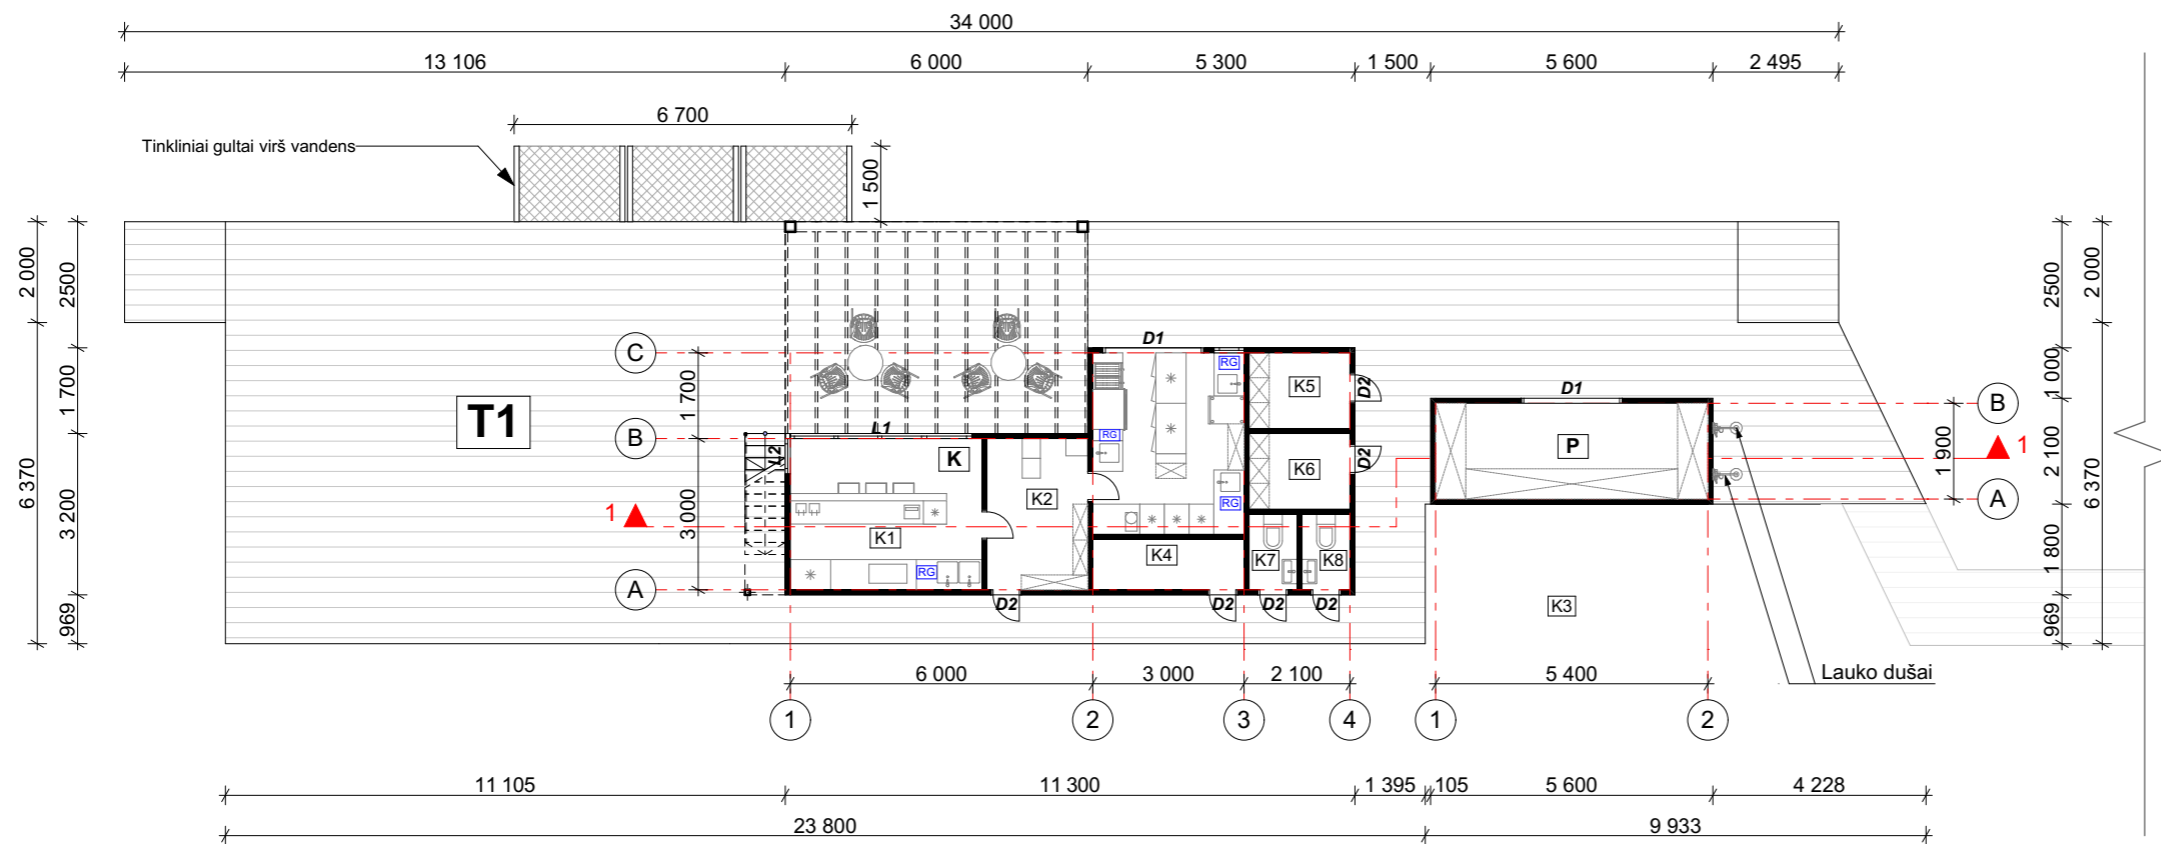 34 000
13 106
6 000
5 300
1 500
5 600
2 495
6 700
Tinkliniai gultai virš vandens
1 500
2 000
2500
6 370
1 700
3 200
969
T1
C
B
A
1 700
3 000
1
L1
L2
K
K1
K2
RG
D1
RG
RG
RG
K4
K5
K6
K7
K8
D2
D2
D2
D2
D2
D2
D1
P
1 900
B
1
A
K3
2500
1 000
2 100
1 800
969
2 000
6 370
Lauko dušai
6 000
3 000
2 100
5 400
1
2
3
4
1
2
11 105
11 300
1 395
105
5 600
4 228
23 800
9 933